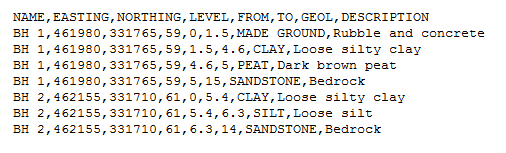 NAME,EASTING,NORTHING,LEVEL,FROM,TO,GEOL,DESCRIPTION
BH 1,461980,331765,59,0,1.5,MADE GROUND,Rubble and concrete
BH 1,461980,331765,59,1.5,4.6,CLAY,Loose silty clay
BH 1,461980,331765,59,4.6,5,PEAT,Dark brown peat
BH 1,461980,331765,59,5,15,SANDSTONE,Bedrock
BH 2,462155,331710,61,0,5.4,CLAY,Loose silty clay
BH 2,462155,331710,61,5.4,6.3,SILT,Loose silt
BH 2,462155,331710,61,6.3,14,SANDSTONE,Bedrock